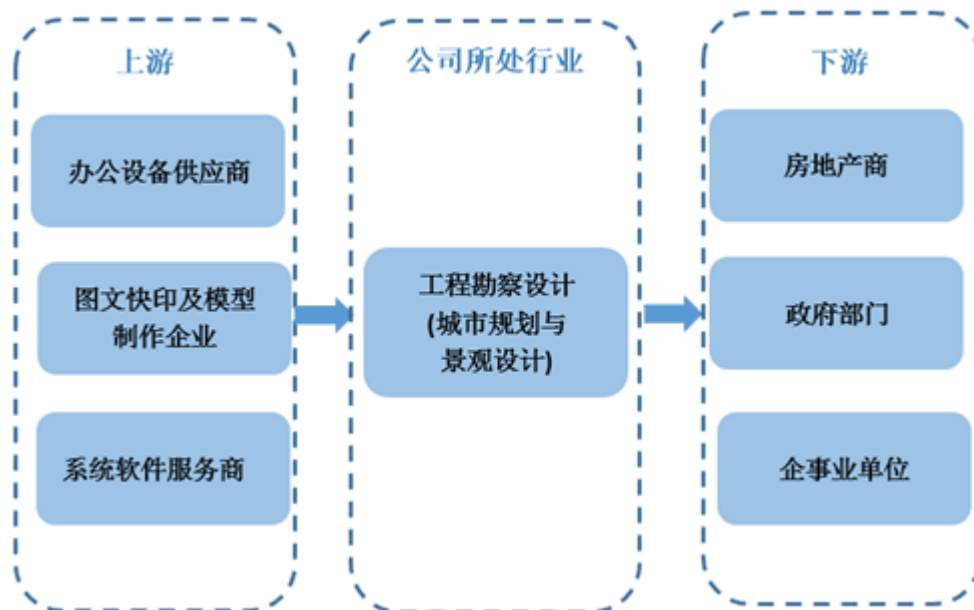 上游
办公设备供应商
图文快印及模型
制作企业
系统软件服务商
公司所处行业
工程勘察设计
(城市规划与
景观设计)
下游
房地产商
政府部门
企事业单位